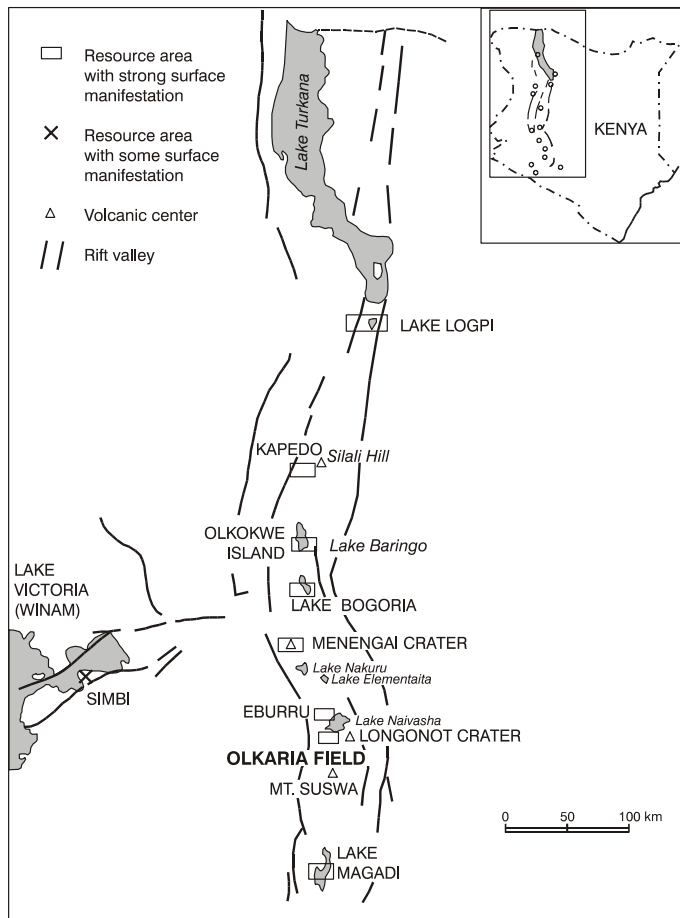 Resource area
with strong surface
manifestation
Resource area
with some surface
manifestation
Volcanic center
Rift valley
KENYA
Lake Turkana
LAKE LOGPI
KAPEDO
Silali Hill
OLKOKWE
ISLAND
Lake Baringo
LAKE
VICTORIA
(WINAM)
LAKE BOGORIA
MENENGAI CRATER
Lake Nakuru
Lake Elementaita
SIMBI
EBURRU
Lake Naivasha
LONGONOT CRATER
OLKARIA FIELD
MT. SUSWA
0 50 100 km
LAKE
MAGADI